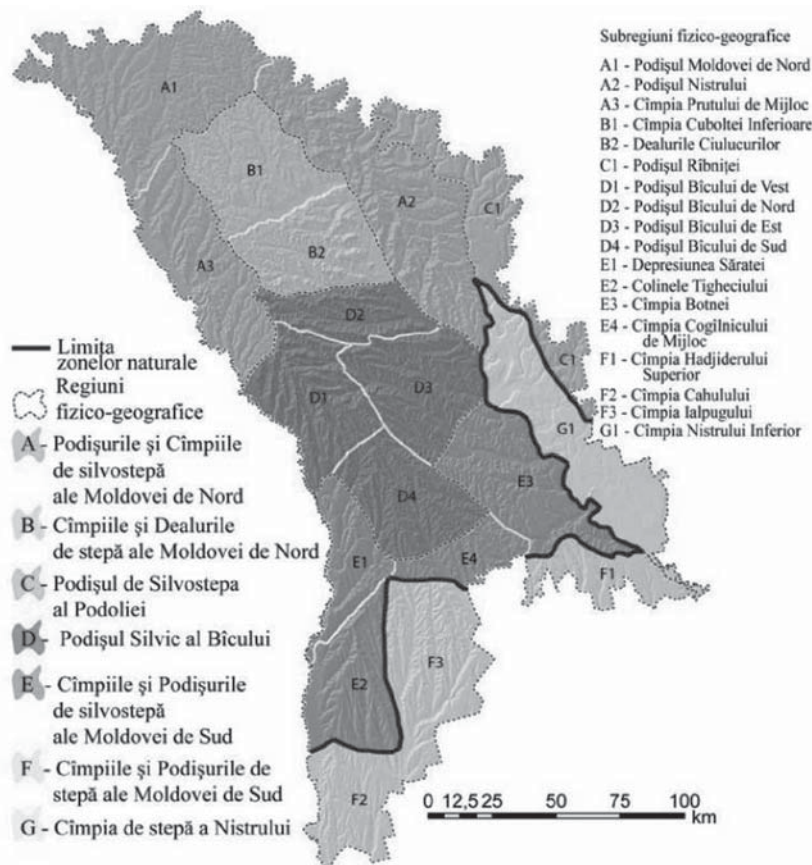 Subregiuni fizico-geografice
A1 - Podişul Moldovei de Nord
A2 - Podişul Nistrului
A3 - Cîmpia Prutului de Mijloc
B1 - Cîmpia Cuboltei Inferioare
B2 - Dealurile Ciulucurilor
C1 - Podişul Rîbniţei
D1 - Podişul Bîcului de Vest
D2 - Podişul Bîcului de Nord
D3 - Podişul Bîcului de Est
D4 - Podişul Bîcului de Sud
E1 - Depresiunea Săratei
E2 - Colinele Tigheciului
E3 - Cîmpia Botnei
E4 - Cîmpia Cogîlnicului
de Mijloc
F1 - Cîmpia Hadjiderului
Superior
F2 - Cîmpia Cahulului
F3 - Cîmpia Ialpugului
G1 - Cîmpia Nistrului Inferior
A1
B1
A2
C1
B2
A3
D2
D1
D3
C1
G1
E3
D4
E1
E4
F1
F3
E2
F2
Limita
zonelor naturale
Regiuni
fizico-geografice
A - Podişurile şi Cîmpiile
de silvostepă
ale Moldovei de Nord
B - Cîmpiile şi Dealurile
de stepă ale Moldovei de Nord
C - Podişul de Silvostepa
al Podoliei
D - Podişul Silvic al Bîcului
E - Cîmpiile şi Podişurile
de silvostepă
ale Moldovei de Sud
F - Cîmpiile şi Podişurile de
stepă ale Moldovei de Sud
G - Cîmpia de stepă a Nistrului
0 12,5 25 50 75 100
km